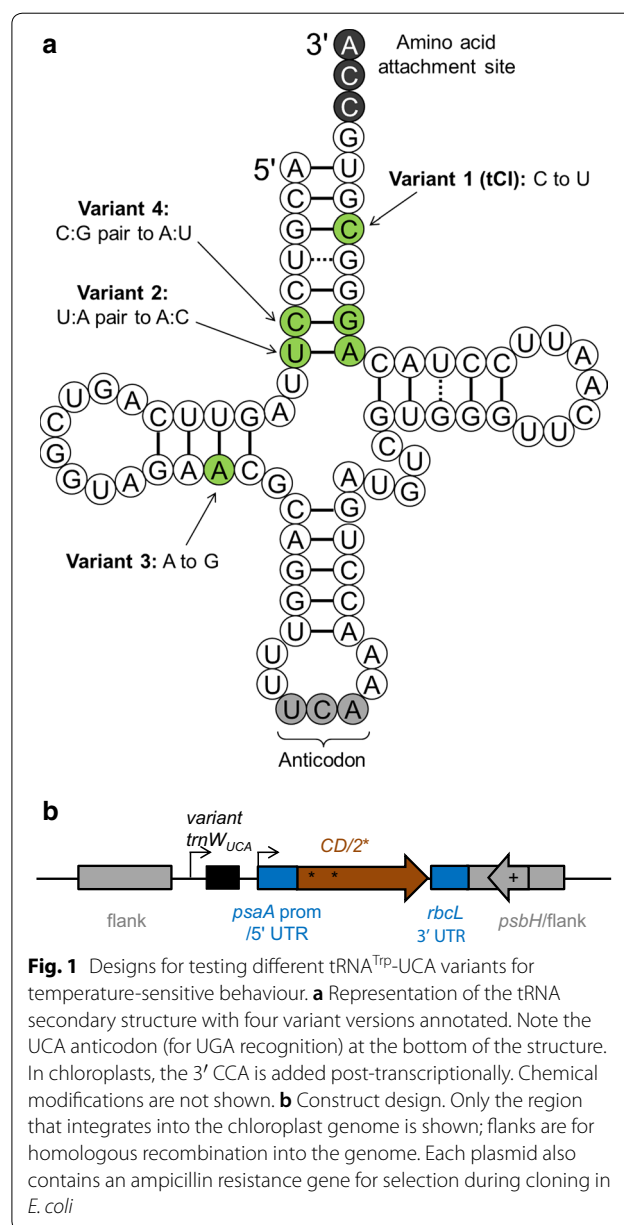 a
3' A
C
C
Amino acid
attachment site
G
5' A U
C G
G C
Variant 1 (tCI): C to U
U G
C G
C G
U A
Variant 4:
C:G pair to A:U
Variant 2:
U:A pair to A:C
U
C A U C C U U A A C U U G G G U G
A G U U C A G U C G G U A G A A C G
Variant 3: A to G
C U G U A
C G
A U
G C
G C
U A
U A
U A
U C A
Anticodon
b
variant
trnW UCA
CD/2*
* *
+
flank
psaA prom
/5' UTR
rbcL
3' UTR
psbH/flank
Fig. 1 Designs for testing different tRNA^Trp-UCA variants for
temperature-sensitive behaviour. a Representation of the tRNA
secondary structure with four variant versions annotated. Note the
UCA anticodon (for UGA recognition) at the bottom of the structure.
In chloroplasts, the 3′ CCA is added post-transcriptionally. Chemical
modifications are not shown. b Construct design. Only the region
that integrates into the chloroplast genome is shown; flanks are for
homologous recombination into the genome. Each plasmid also
contains an ampicillin resistance gene for selection during cloning in
E. coli